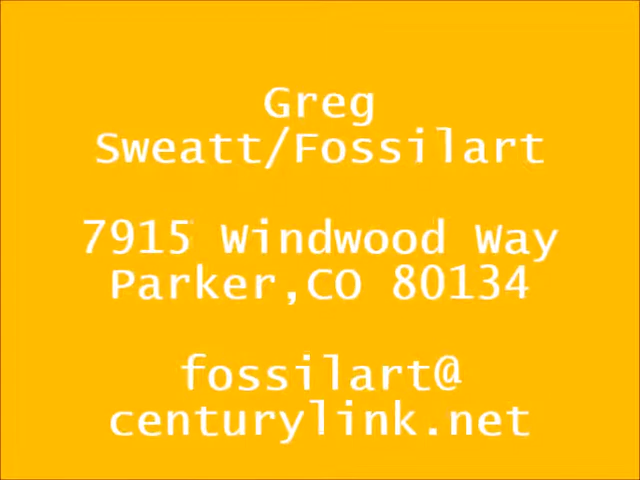 Greg
Sweatt/Fossilart
7915 Windwood Way
Parker,CO 80134
fossilart@
centurylink.net